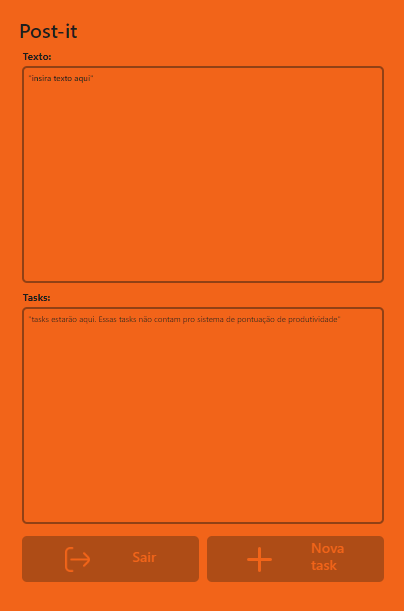 Post-it
Texto:
"insira texto aqui"
Tasks:
"tasks estarão aqui. Essas tasks não contam pro sistema de pontuação de produtividade"
Sair
Nova
task